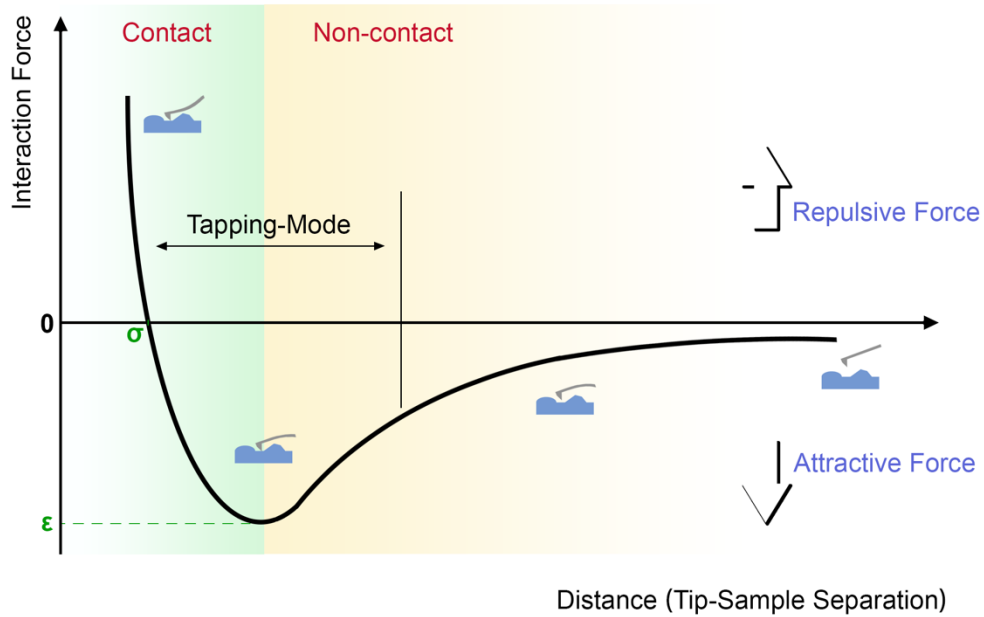 Contact
Non-contact
Interaction Force
Tapping-Mode
Repulsive Force
0
σ
Attractive Force
ε
Distance (Tip-Sample Separation)